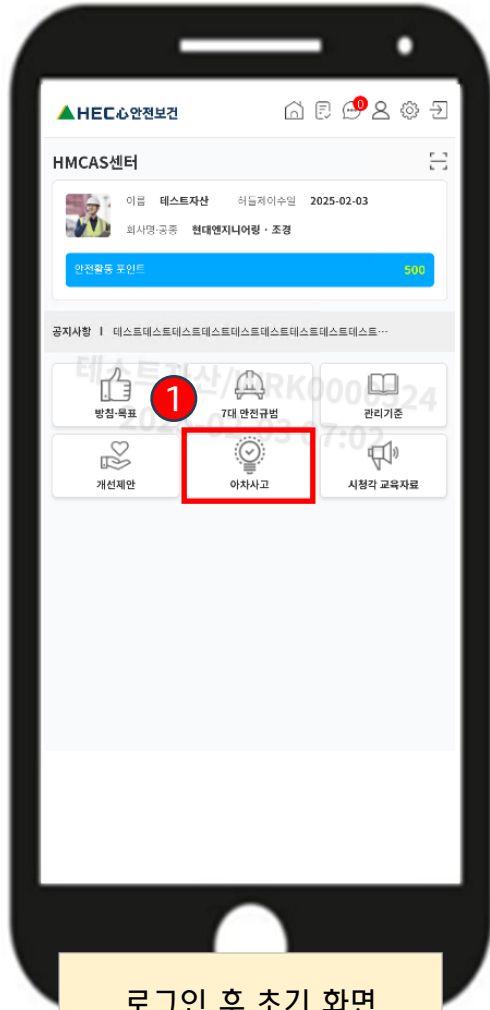 HEC心안전보건
0
HMCAS센터
이름 테스트자산 허들제이수일 2025-02-03
회사명·공종 현대엔지니어링 · 조경
안전활동 포인트 500
공지사항 | 테스트테스트테스트테스트테스트테스트테스트테스트테스트…
1
방침·목표 7대 안전규범 관리기준
개선제안 아차사고 시청각 교육자료
로그인 후 초기 화면